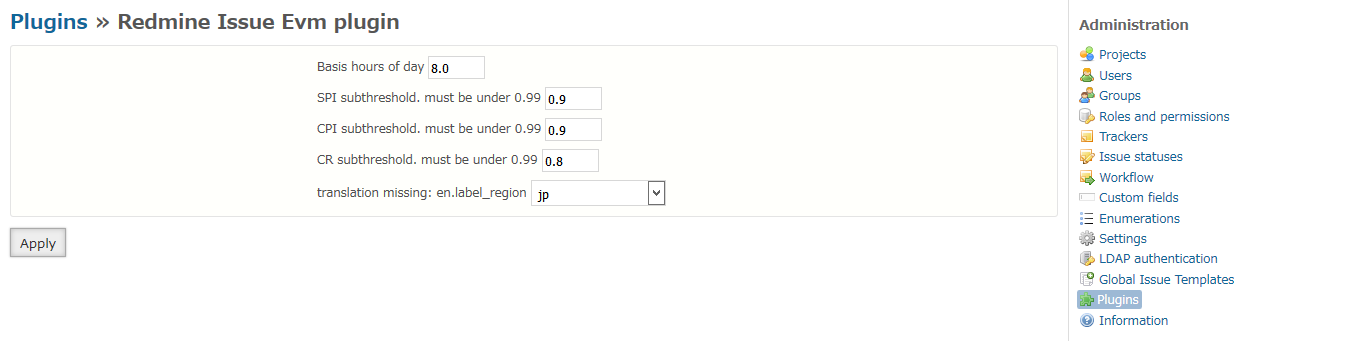 Plugins » Redmine Issue Evm plugin
Basis hours of day 8.0
SPI subthreshold. must be under 0.99 0.9
CPI subthreshold. must be under 0.99 0.9
CR subthreshold. must be under 0.99 0.8
translation missing: en.label_region jp
Apply
Administration
Projects
Users
Groups
Roles and permissions
Trackers
Issue statuses
Workflow
Custom fields
Enumerations
Settings
LDAP authentication
Global Issue Templates
Plugins
Information